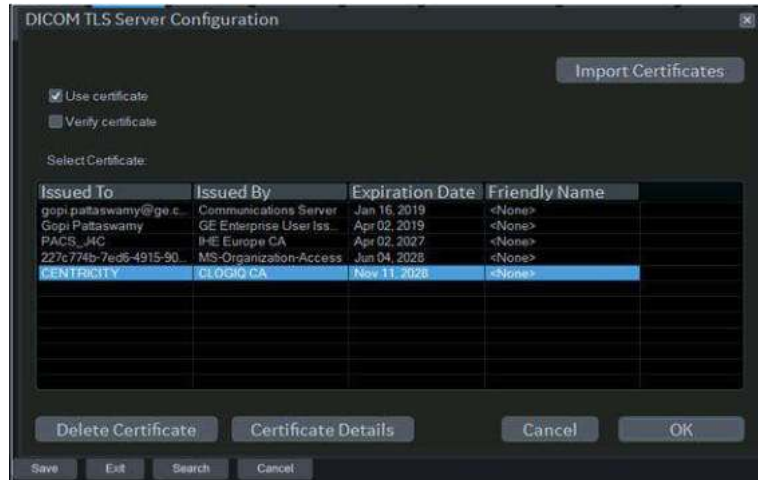 DICOM TLS Server Configuration
Import Certificates
Use certificate
Verify certificate
Select Certificate:
Issued To Issued By Expiration Date Friendly Name
gopi.pattaswamy@ge.c... Communications Server Jan 16, 2019 <None>
Gopi Pattaswamy GE Enterprise User Iss... Apr 02, 2019 <None>
PACS_J4C IHE Europe CA Apr 02, 2027 <None>
227c774b-7ed6-4915-90... MS-Organization-Access Jun 04, 2028 <None>
CENTRICITY CLOGIQ CA Nov 11, 2028 <None>
Delete Certificate Certificate Details Cancel OK
Save Exit Search Cancel